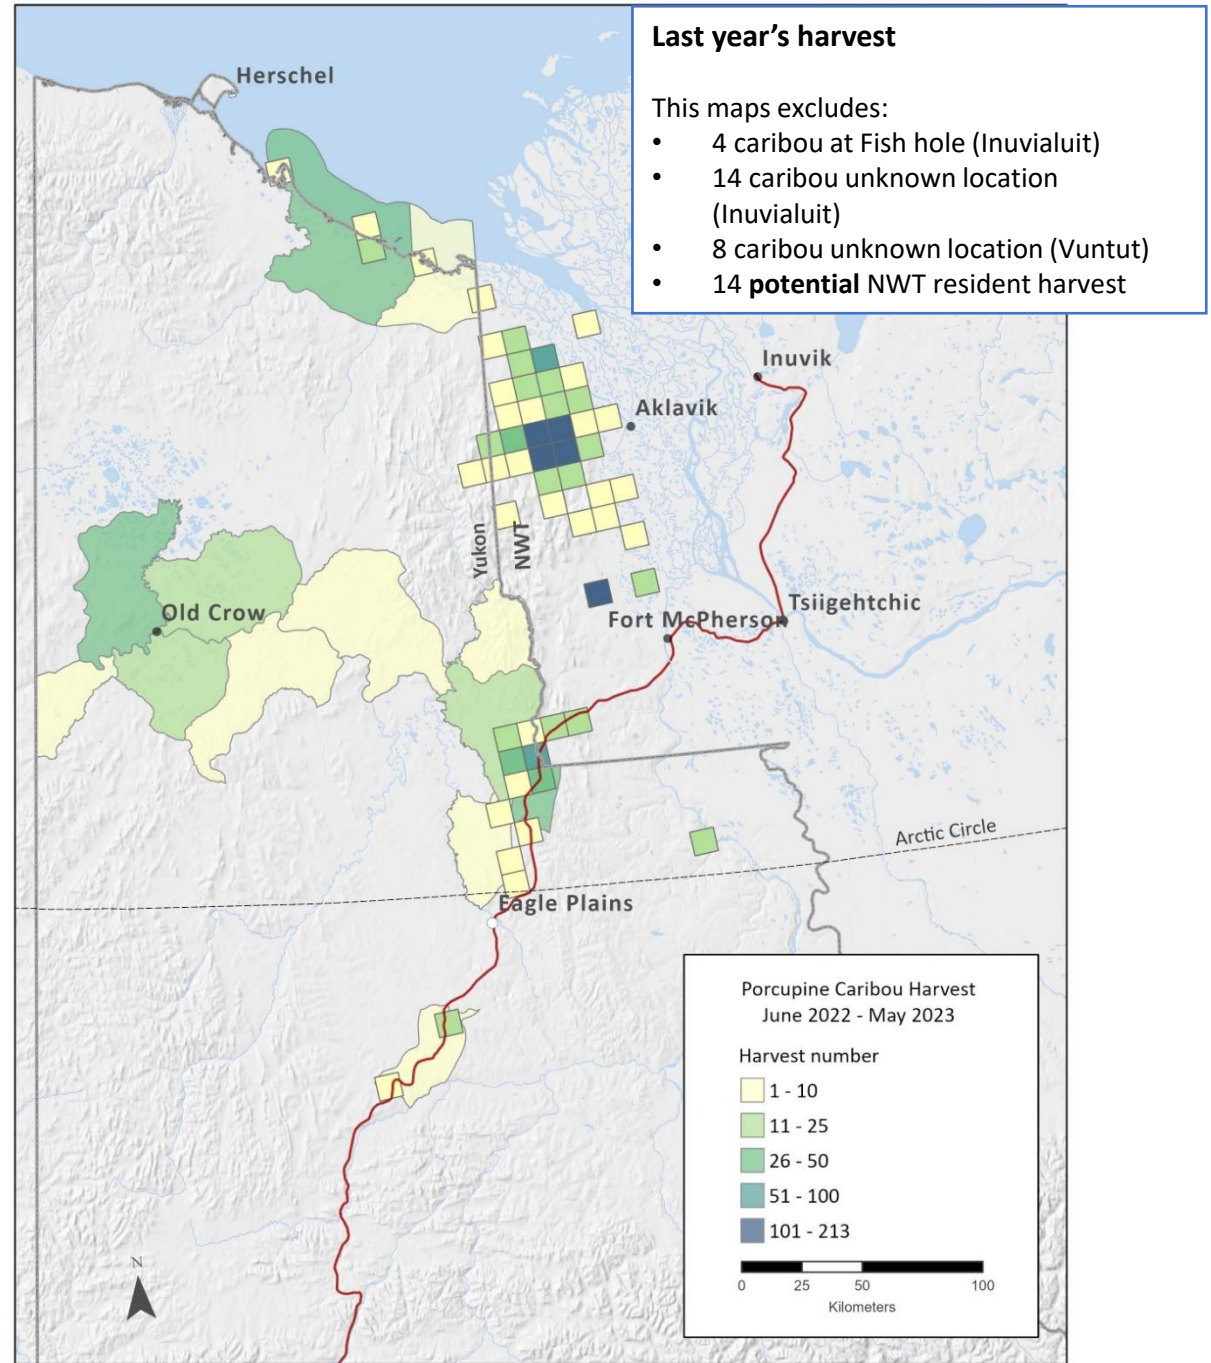 Last year’s harvest
This maps excludes:
• 4 caribou at Fish hole (Inuvialuit)
• 14 caribou unknown location
(Inuvialuit)
• 8 caribou unknown location (Vuntut)
• 14 potential NWT resident harvest
Herschel
Inuvik
Aklavik
Yukon
NWT
Old Crow
Fort McPherson
Tsiigehtchic
Arctic Circle
Eagle Plains
Porcupine Caribou Harvest
June 2022 - May 2023
Harvest number
1 - 10
11 - 25
26 - 50
51 - 100
101 - 213
0 25 50 100
Kilometers
N